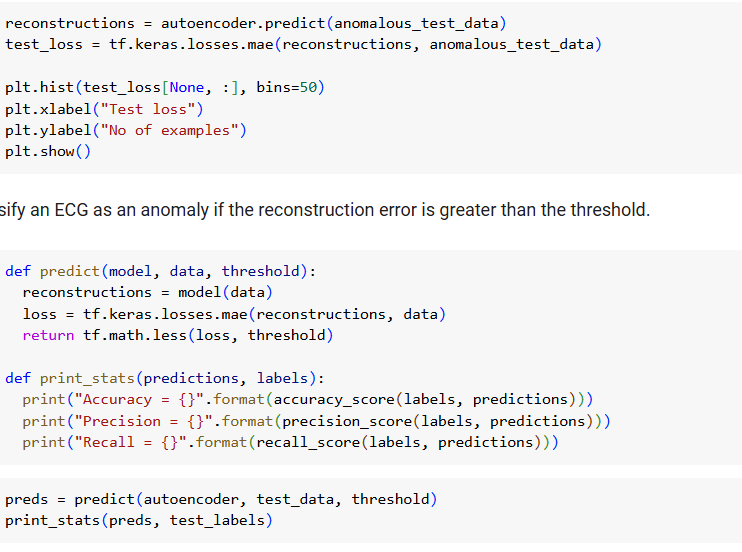 reconstructions = autoencoder.predict(anomalous_test_data)
test_loss = tf.keras.losses.mae(reconstructions, anomalous_test_data)
plt.hist(test_loss[None, :], bins=50)
plt.xlabel("Test loss")
plt.ylabel("No of examples")
plt.show()
sify an ECG as an anomaly if the reconstruction error is greater than the threshold.
def predict(model, data, threshold):
  reconstructions = model(data)
  loss = tf.keras.losses.mae(reconstructions, data)
  return tf.math.less(loss, threshold)
def print_stats(predictions, labels):
  print("Accuracy = {}".format(accuracy_score(labels, predictions)))
  print("Precision = {}".format(precision_score(labels, predictions)))
  print("Recall = {}".format(recall_score(labels, predictions)))
preds = predict(autoencoder, test_data, threshold)
print_stats(preds, test_labels)